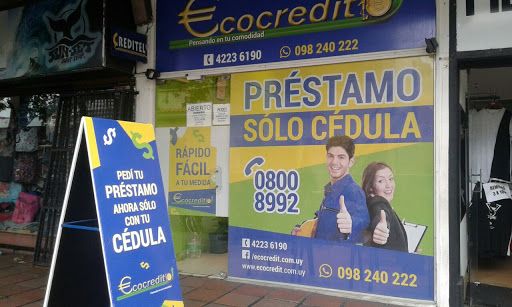 CREDITEL
Ecocredit
Pensando en tu comodidad
4223 6190
098 240 222
ABIERTO
RÁPIDO
FÁCIL
A TU MEDIDA
Ecocredit
PRÉSTAMO
SÓLO CÉDULA
0800
8992
4223 6190
/ecocredit.com.uy
www.ecocredit.com.uy
098 240 222
PEDÍ TU
PRÉSTAMO
AHORA SÓLO
CON TU
CÉDULA
Ecocredit